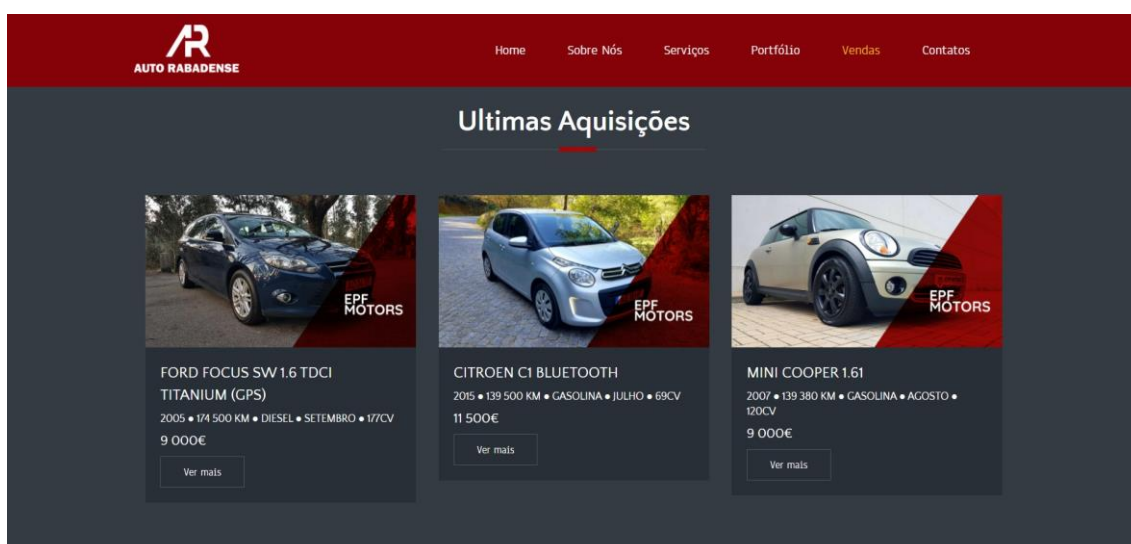 AR
AUTO RABADENSE
Home Sobre Nós Serviços Portfólio Vendas Contatos
Ultimas Aquisições
EPF
MOTORS
FORD FOCUS SW 1.6 TDCI
TITANIUM (GPS)
2005 ● 174 500 KM ● DIESEL ● SETEMBRO ● 177CV
9 000€
Ver mais
EPF
MOTORS
CITROEN C1 BLUETOOTH
2015 ● 139 500 KM ● GASOLINA ● JULHO ● 69CV
11 500€
Ver mais
EPF
MOTORS
MINI COOPER 1.61
2007 ● 139 380 KM ● GASOLINA ● AGOSTO ●
120CV
9 000€
Ver mais